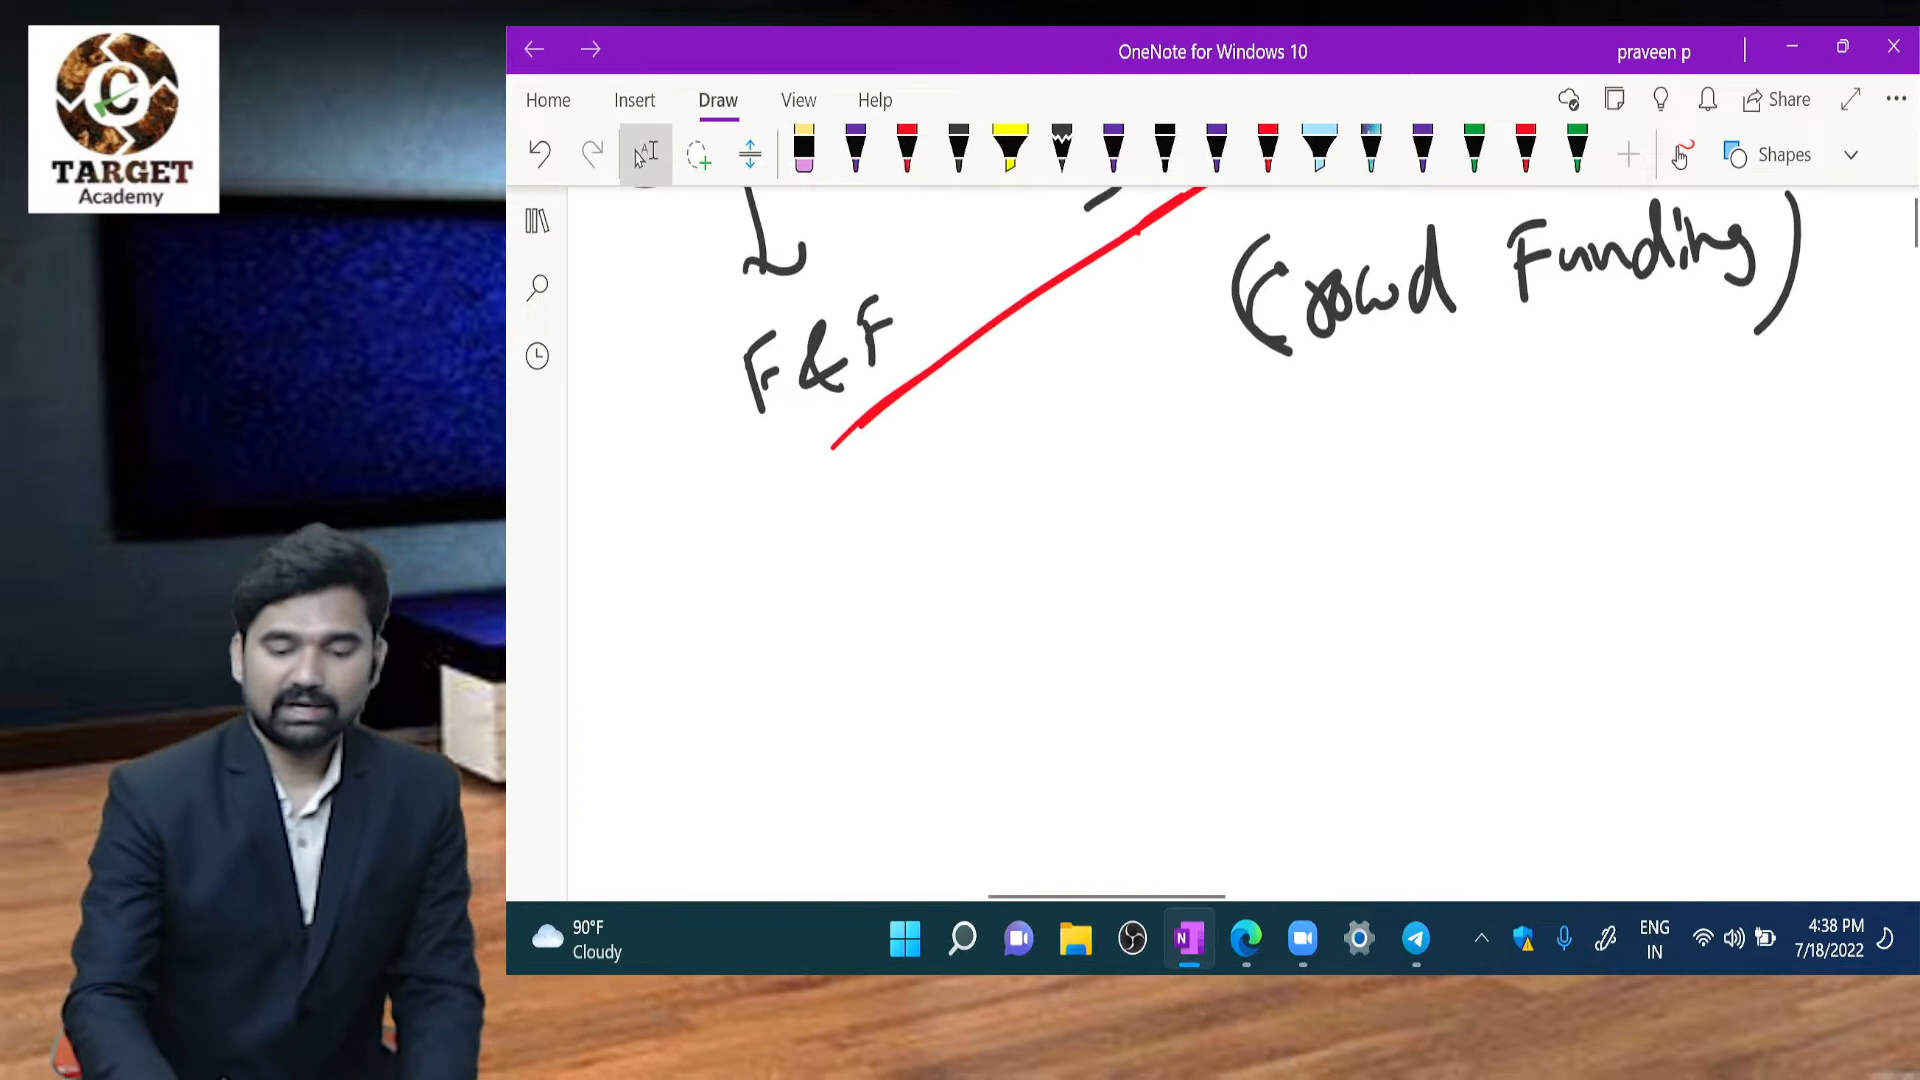 TARGET
Academy
OneNote for Windows 10
praveen p
Home
Insert
Draw
View
Help
Share
Shapes
(Crowd Funding)
F & F
90°F
Cloudy
ENG
IN
4:38 PM
7/18/2022